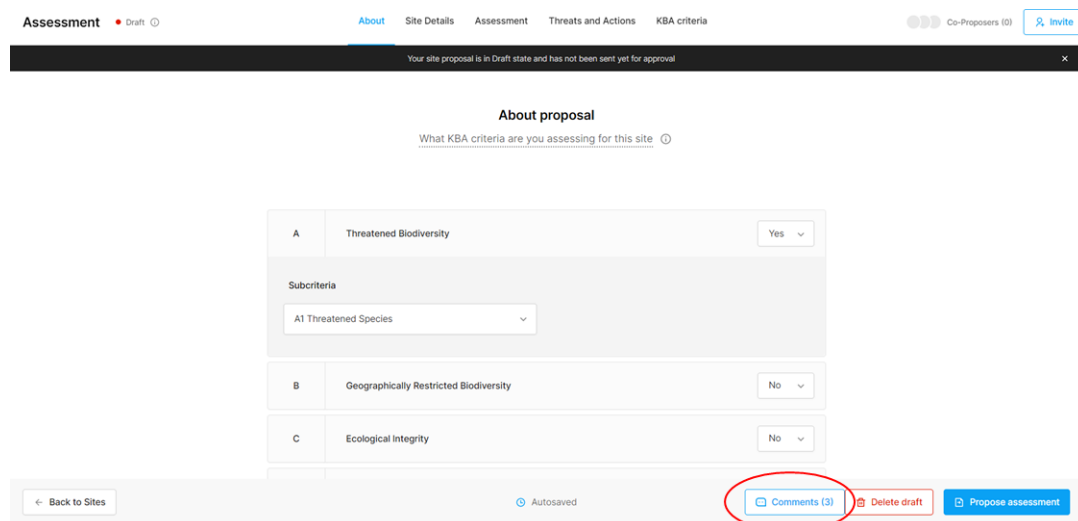 Assessment Draft About Site Details Assessment Threats and Actions KBA criteria Co-Proposers (0) Invite
Your site proposal is in Draft state and has not been sent yet for approval
About proposal
What KBA criteria are you assessing for this site
A Threatened Biodiversity Yes
Subcriteria
A1 Threatened Species
B Geographically Restricted Biodiversity No
C Ecological Integrity No
Back to Sites Autosaved Comments (3) Delete draft Propose assessment